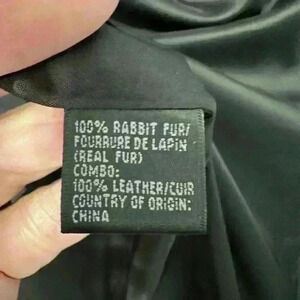 100% RABBIT FUR/
FOURRURE DE LAPIN
(REAL FUR)
COMBO:
100% LEATHER/CUIR
COUNTRY OF ORIGIN:
CHINA